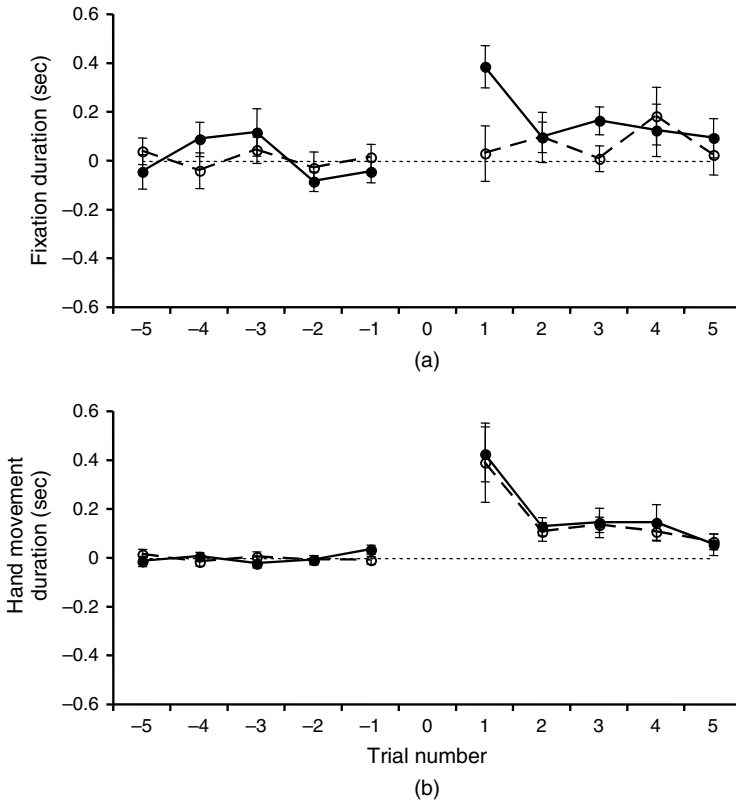 0.6
0.4
0.2
0
–0.2
–0.4
–0.6
Fixation duration (sec)
–5 –4 –3 –2 –1 0 1 2 3 4 5
(a)
0.6
0.4
0.2
0
–0.2
–0.4
–0.6
Hand movement
duration (sec)
–5 –4 –3 –2 –1 0 1 2 3 4 5
Trial number
(b)